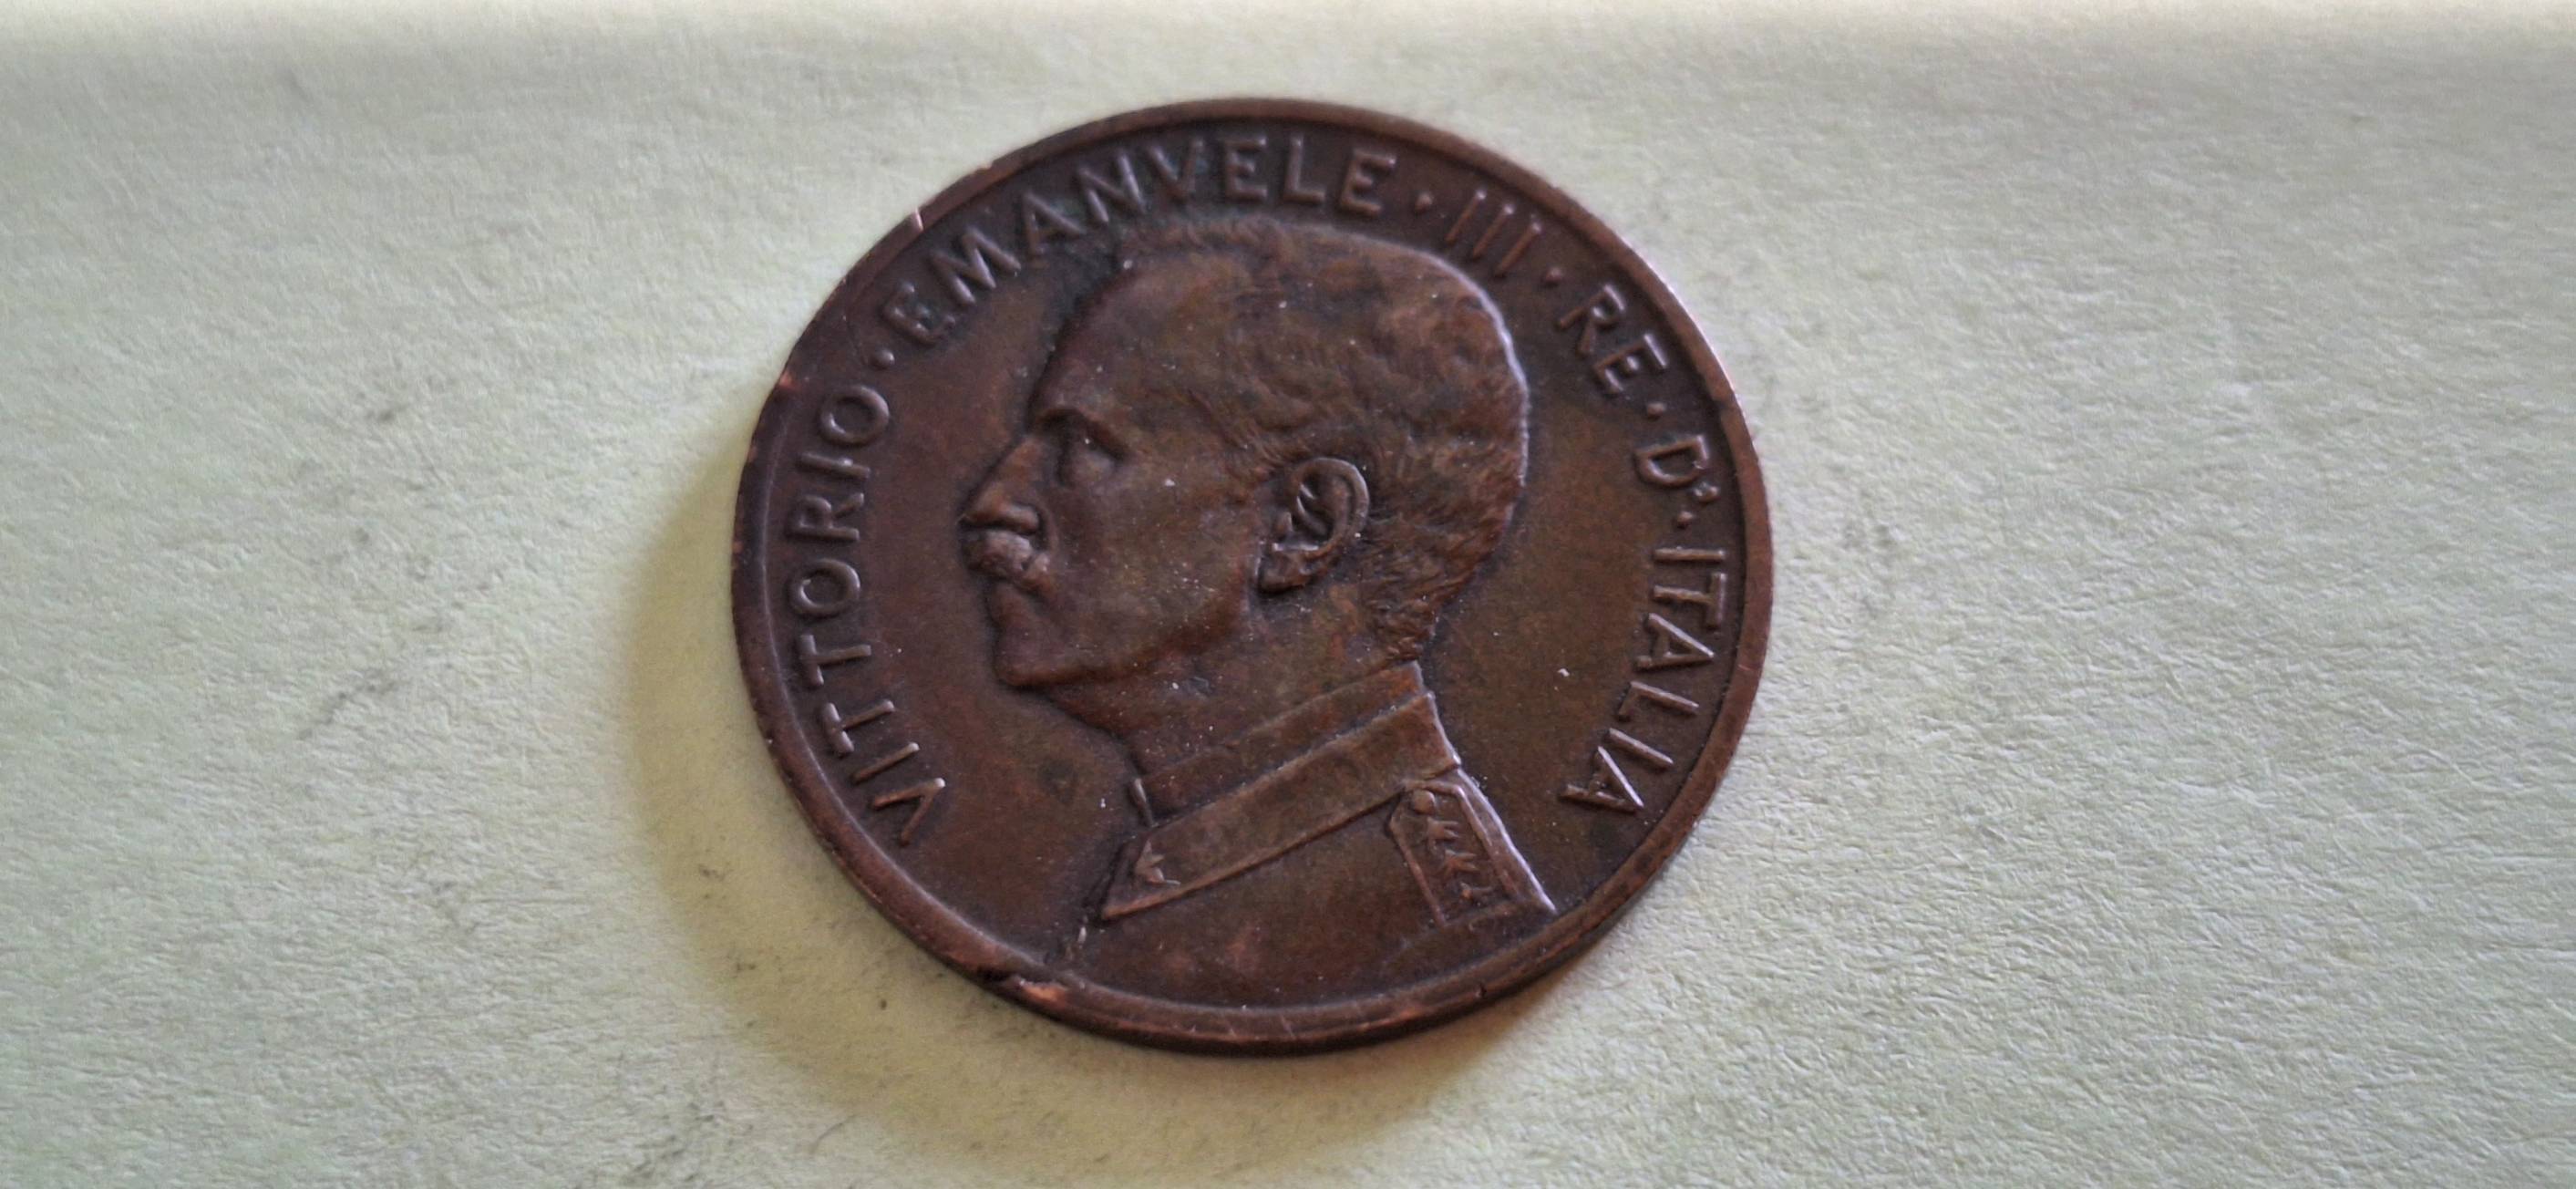 VITTORIO · EMANVELE · III · RE · D'· ITALIA